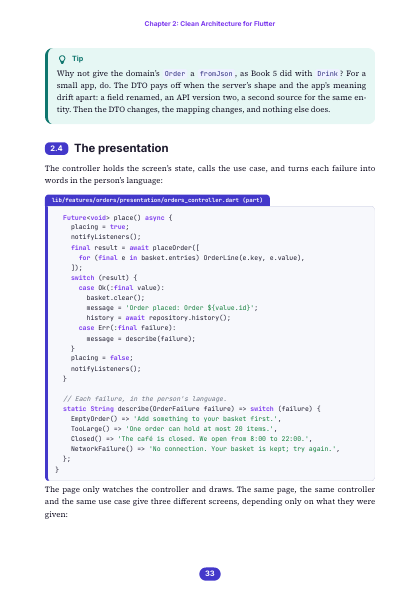 Chapter 2: Clean Architecture for Flutter
Tip
Why not give the domain's Order a fromJson, as Book 5 did with Drink? For a
small app, do. The DTO pays off when the server's shape and the app's meaning
drift apart: a field renamed, an API version two, a second source for the same en-
tity. Then the DTO changes, the mapping changes, and nothing else does.
2.4 The presentation
The controller holds the screen's state, calls the use case, and turns each failure into
words in the person's language:
lib/features/orders/presentation/orders_controller.dart (part)
  Future<void> place() async {
    placing = true;
    notifyListeners();
    final result = await placeOrder([
      for (final e in basket.entries) OrderLine(e.key, e.value),
    ]);
    switch (result) {
      case Ok(:final value):
        basket.clear();
        message = 'Order placed: Order ${value.id}';
        history = await repository.history();
      case Err(:final failure):
        message = describe(failure);
    }
    placing = false;
    notifyListeners();
  }
  // Each failure, in the person's language.
  static String describe(OrderFailure failure) => switch (failure) {
    EmptyOrder() => 'Add something to your basket first.',
    TooLarge() => 'One order can hold at most 20 items.',
    Closed() => 'The café is closed. We open from 8:00 to 22:00.',
    NetworkFailure() => 'No connection. Your basket is kept; try again.',
  };
}
The page only watches the controller and draws. The same page, the same controller
and the same use case give three different screens, depending only on what they were
given:
33